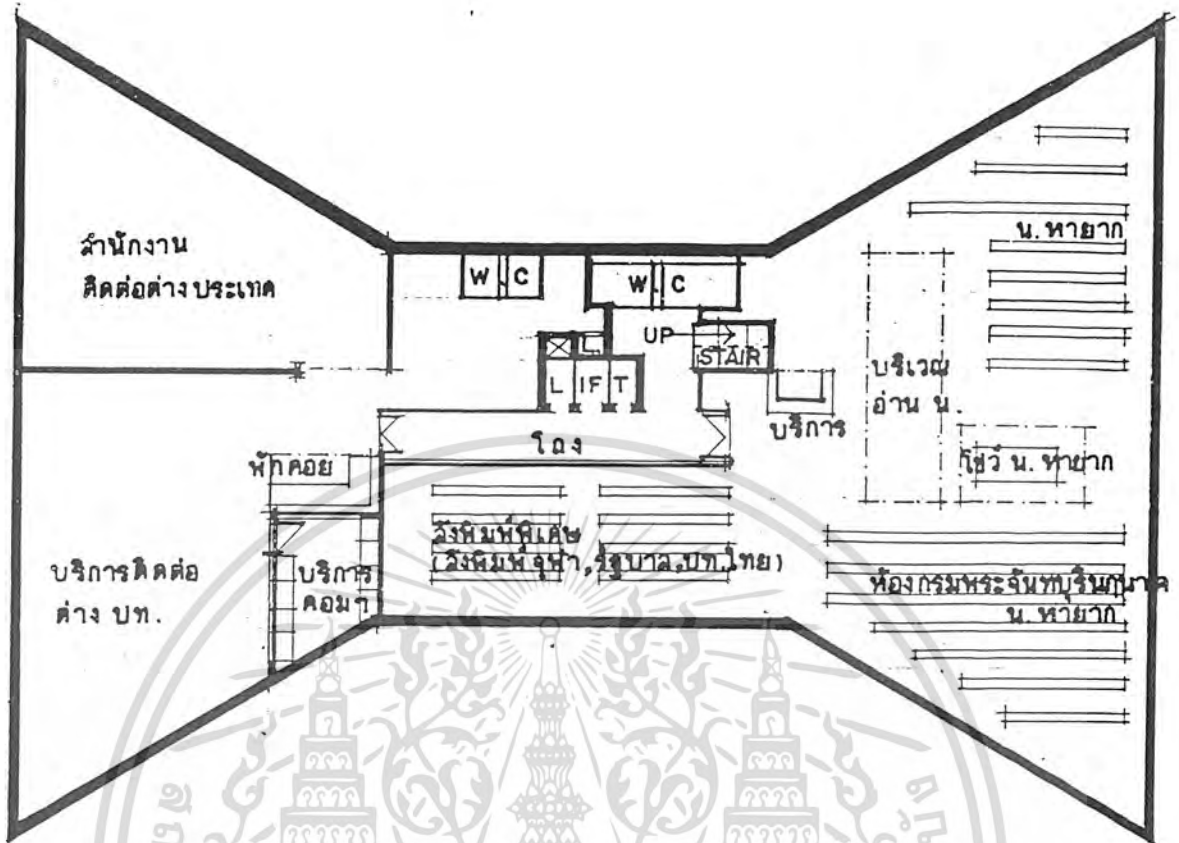 สำนักงาน
ติดต่อต่างประเทศ
W.C
W.C
UP
STAIR
L IF T
น. หายาก
บริเวณ
อ่าน น.
บริการ
โชว์ น. หายาก
โถง
พักคอย
สิ่งพิมพ์พิเศษ
(สิ่งพิมพ์จุฬา,รัฐบาล,ปท.ไทย)
บริการติดต่อ
ต่าง ปท.
บริการ
คอมฯ
ห้องกรมพระจันทบุรีนฤนาถ
น. หายาก